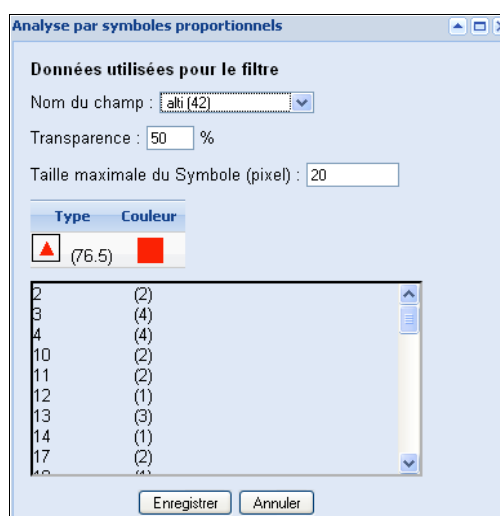 Analyse par symboles proportionnels
Données utilisées pour le filtre
Nom du champ : alti (42)
Transparence : 50 %
Taille maximale du Symbole (pixel) : 20
Type Couleur
(76.5)
2 (2)
3 (4)
4 (4)
10 (2)
11 (2)
12 (1)
13 (3)
14 (1)
17 (2)
Enregistrer Annuler